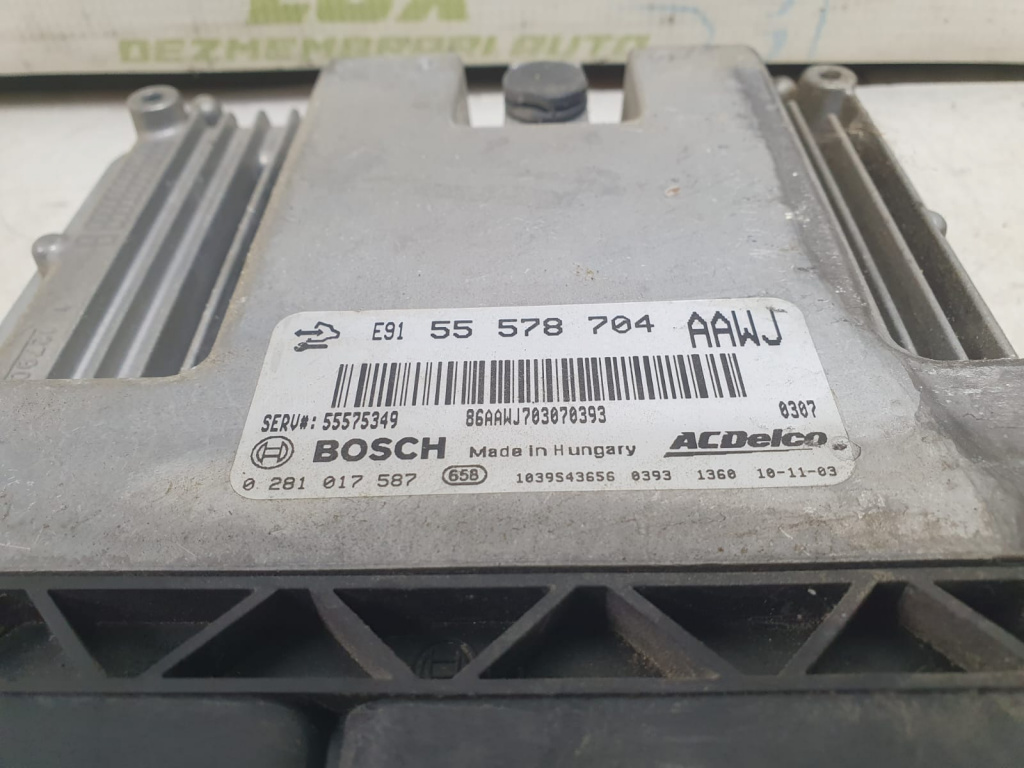 DEZMEMBRARI AUTO
E91 55 578 704 AAWJ
SERV#: 55575349 86AAWJ703070393 0307
BOSCH Made in Hungary ACDelco
0 281 017 587 658 1039S43656 0393 1360 10-11-03